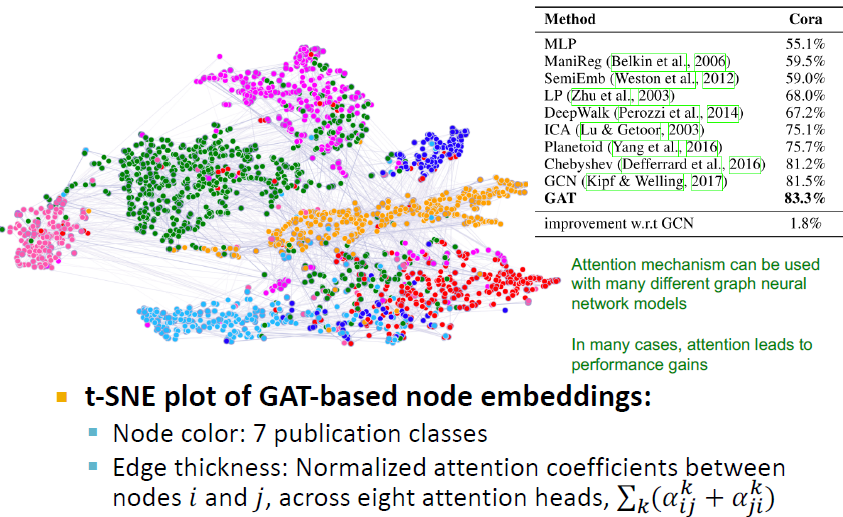 Method Cora
MLP 55.1%
ManiReg (Belkin et al., 2006) 59.5%
SemiEmb (Weston et al., 2012) 59.0%
LP (Zhu et al., 2003) 68.0%
DeepWalk (Perozzi et al., 2014) 67.2%
ICA (Lu & Getoor, 2003) 75.1%
Planetoid (Yang et al., 2016) 75.7%
Chebyshev (Defferrard et al., 2016) 81.2%
GCN (Kipf & Welling, 2017) 81.5%
GAT 83.3%
improvement w.r.t GCN 1.8%
Attention mechanism can be used
with many different graph neural
network models
In many cases, attention leads to
performance gains
t-SNE plot of GAT-based node embeddings:
Node color: 7 publication classes
Edge thickness: Normalized attention coefficients between
nodes 𝑖 and 𝑗, across eight attention heads, ∑ₖ(αᵢⱼᵏ + αⱼᵢᵏ)